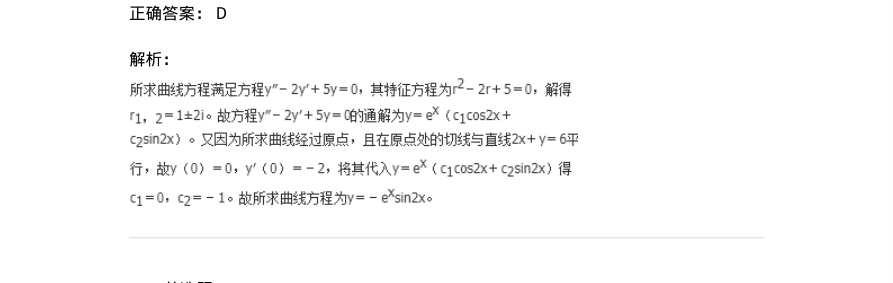 正确答案： D
解析：
所求曲线方程满足方程y″－2y′＋5y＝0，其特征方程为r²－2r＋5＝0，解得
r₁，₂＝1±2i。故方程y″－2y′＋5y＝0的通解为y＝eˣ（c₁cos2x＋
c₂sin2x）。又因为所求曲线经过原点，且在原点处的切线与直线2x＋y＝6平
行，故y（0）＝0，y′（0）＝－2，将其代入y＝eˣ（c₁cos2x＋c₂sin2x）得
c₁＝0，c₂＝－1。故所求曲线方程为y＝－eˣsin2x。